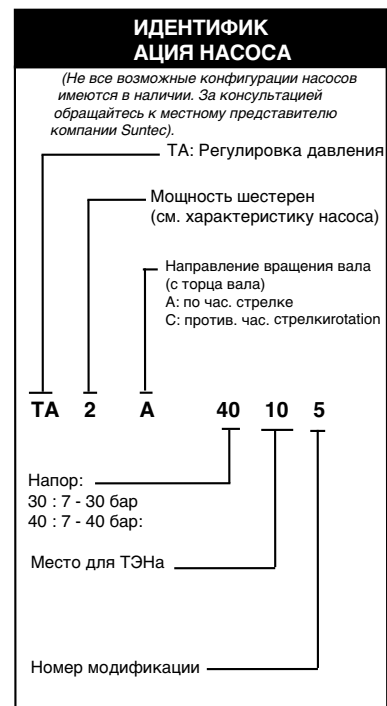 ИДЕНТИФИК
АЦИЯ НАСОСА
(Не все возможные конфигурации насосов
имеются в наличии. За консультацией
обращайтесь к местному представителю
компании Suntec).
TA: Регулировка давления
Мощность шестерен
(см. характеристику насоса)
Направление вращения вала
(с торца вала)
A: по час. стрелке
C: против. час. стрелкиrotation
TA 2 A 40 10 5
Напор:
30 : 7 - 30 бар
40 : 7 - 40 бар:
Место для ТЭНа
Номер модификации